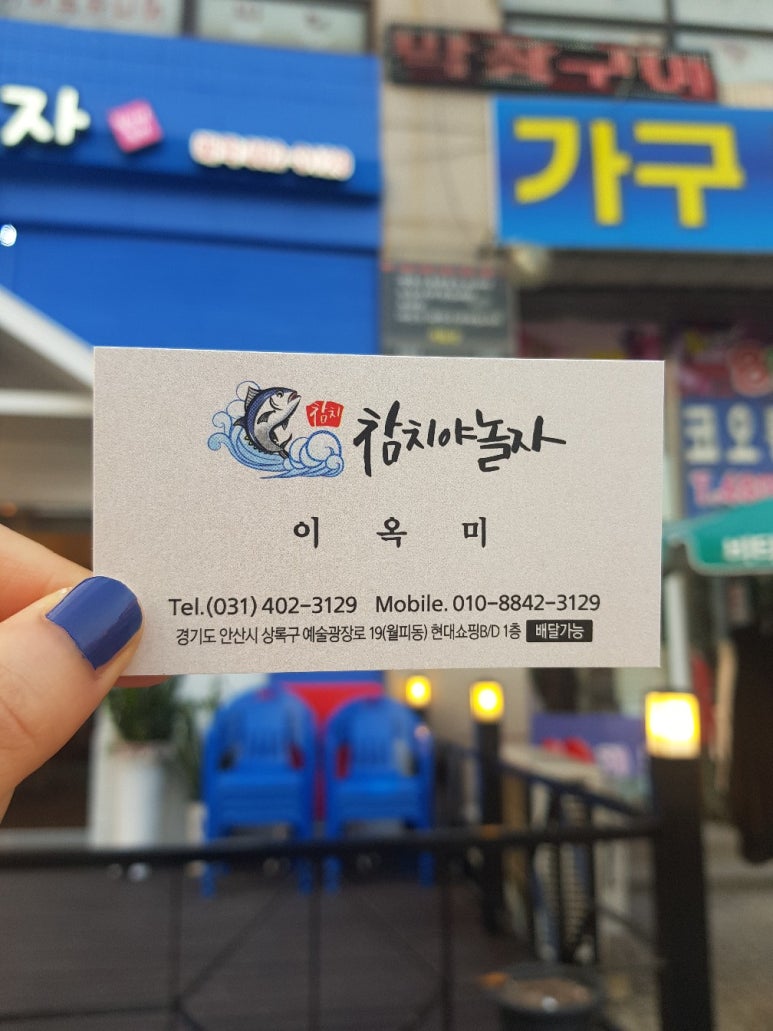 자
가구
참치
참치야놀자
이 옥 미
Tel.(031) 402-3129 Mobile. 010-8842-3129
경기도 안산시 상록구 예술광장로 19(월피동) 현대쇼핑B/D 1층 배달가능
코오